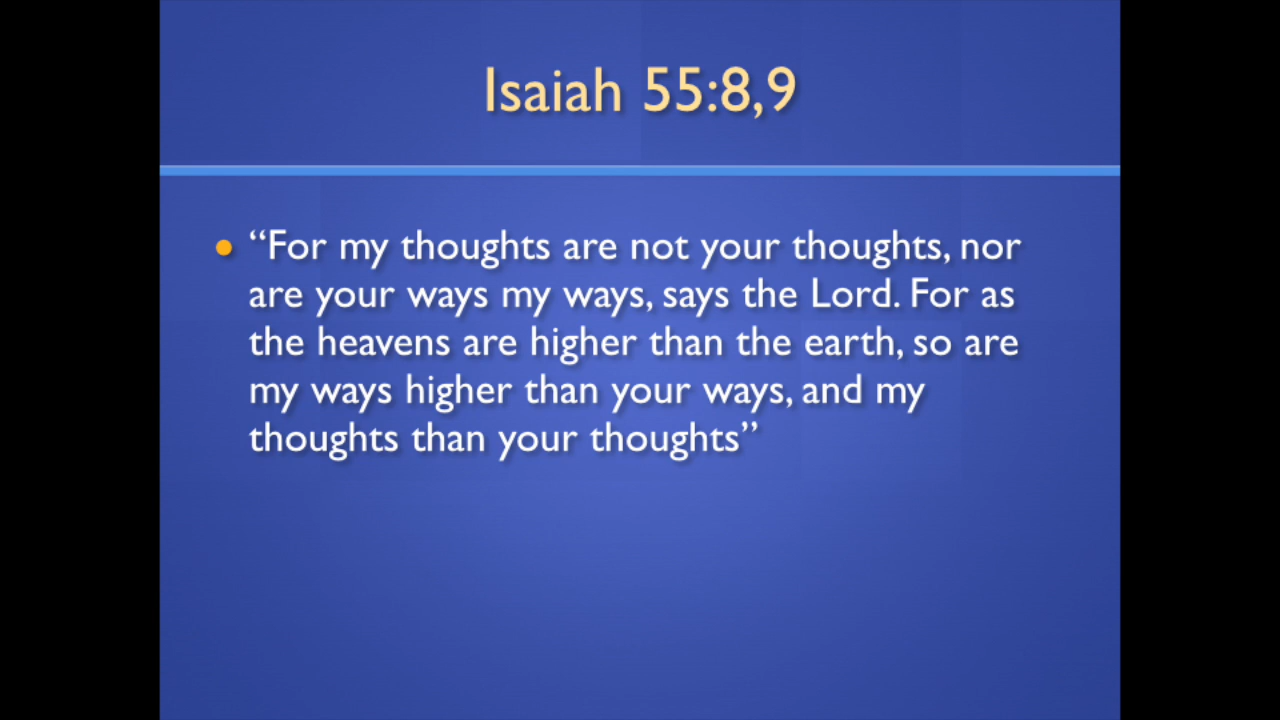 Isaiah 55:8,9
• “For my thoughts are not your thoughts, nor
are your ways my ways, says the Lord. For as
the heavens are higher than the earth, so are
my ways higher than your ways, and my
thoughts than your thoughts”